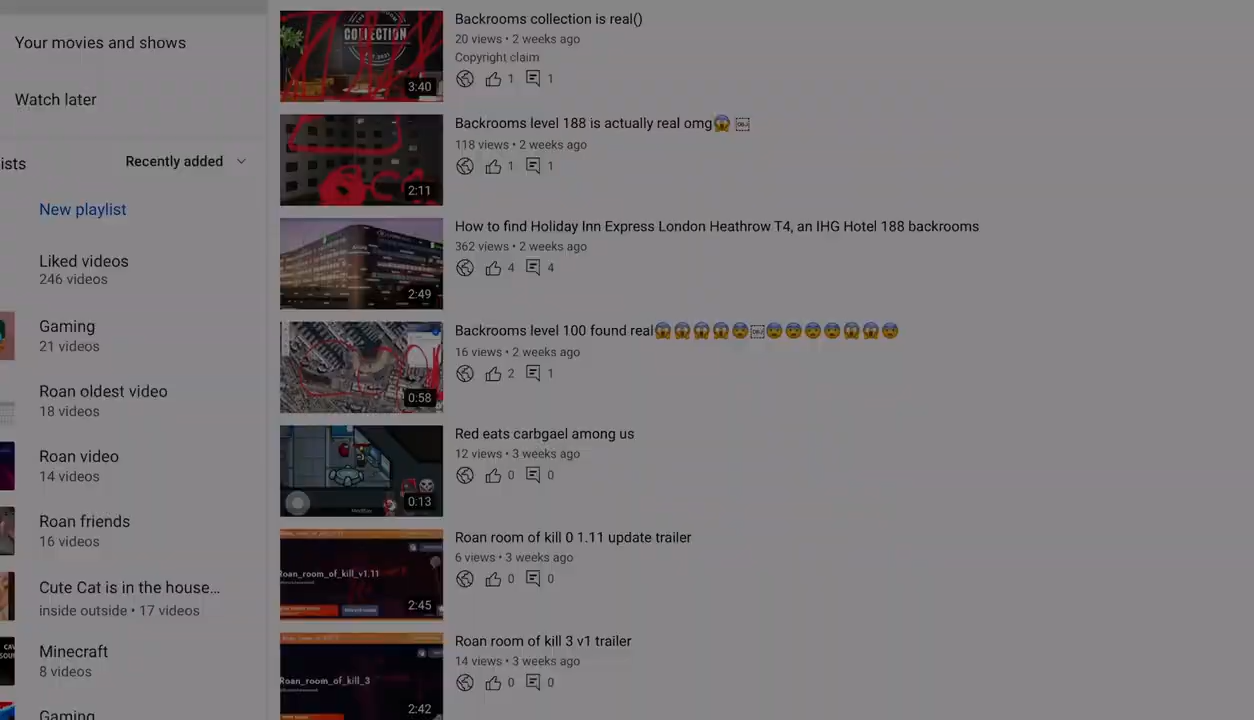 Your movies and shows
Watch later
ists
Recently added
New playlist
Liked videos
246 videos
Gaming
21 videos
Roan oldest video
18 videos
Roan video
14 videos
Roan friends
16 videos
Cute Cat is in the house...
inside outside • 17 videos
Minecraft
8 videos
Gaming
COLLECTION
3:40
Backrooms collection is real()
20 views • 2 weeks ago
Copyright claim
1 1
2:11
Backrooms level 188 is actually real omg😱 OBJ
118 views • 2 weeks ago
1 1
2:49
How to find Holiday Inn Express London Heathrow T4, an IHG Hotel 188 backrooms
362 views • 2 weeks ago
4 4
0:58
Backrooms level 100 found real😱😱😱😱😨OBJ😨😨😨😨😱😱😨
16 views • 2 weeks ago
2 1
0:13
Red eats carbgael among us
12 views • 3 weeks ago
0 0
Roan_room_of_kill_v1.11
2:45
Roan room of kill 0 1.11 update trailer
6 views • 3 weeks ago
0 0
Roan_room_of_kill_3
2:42
Roan room of kill 3 v1 trailer
14 views • 3 weeks ago
0 0